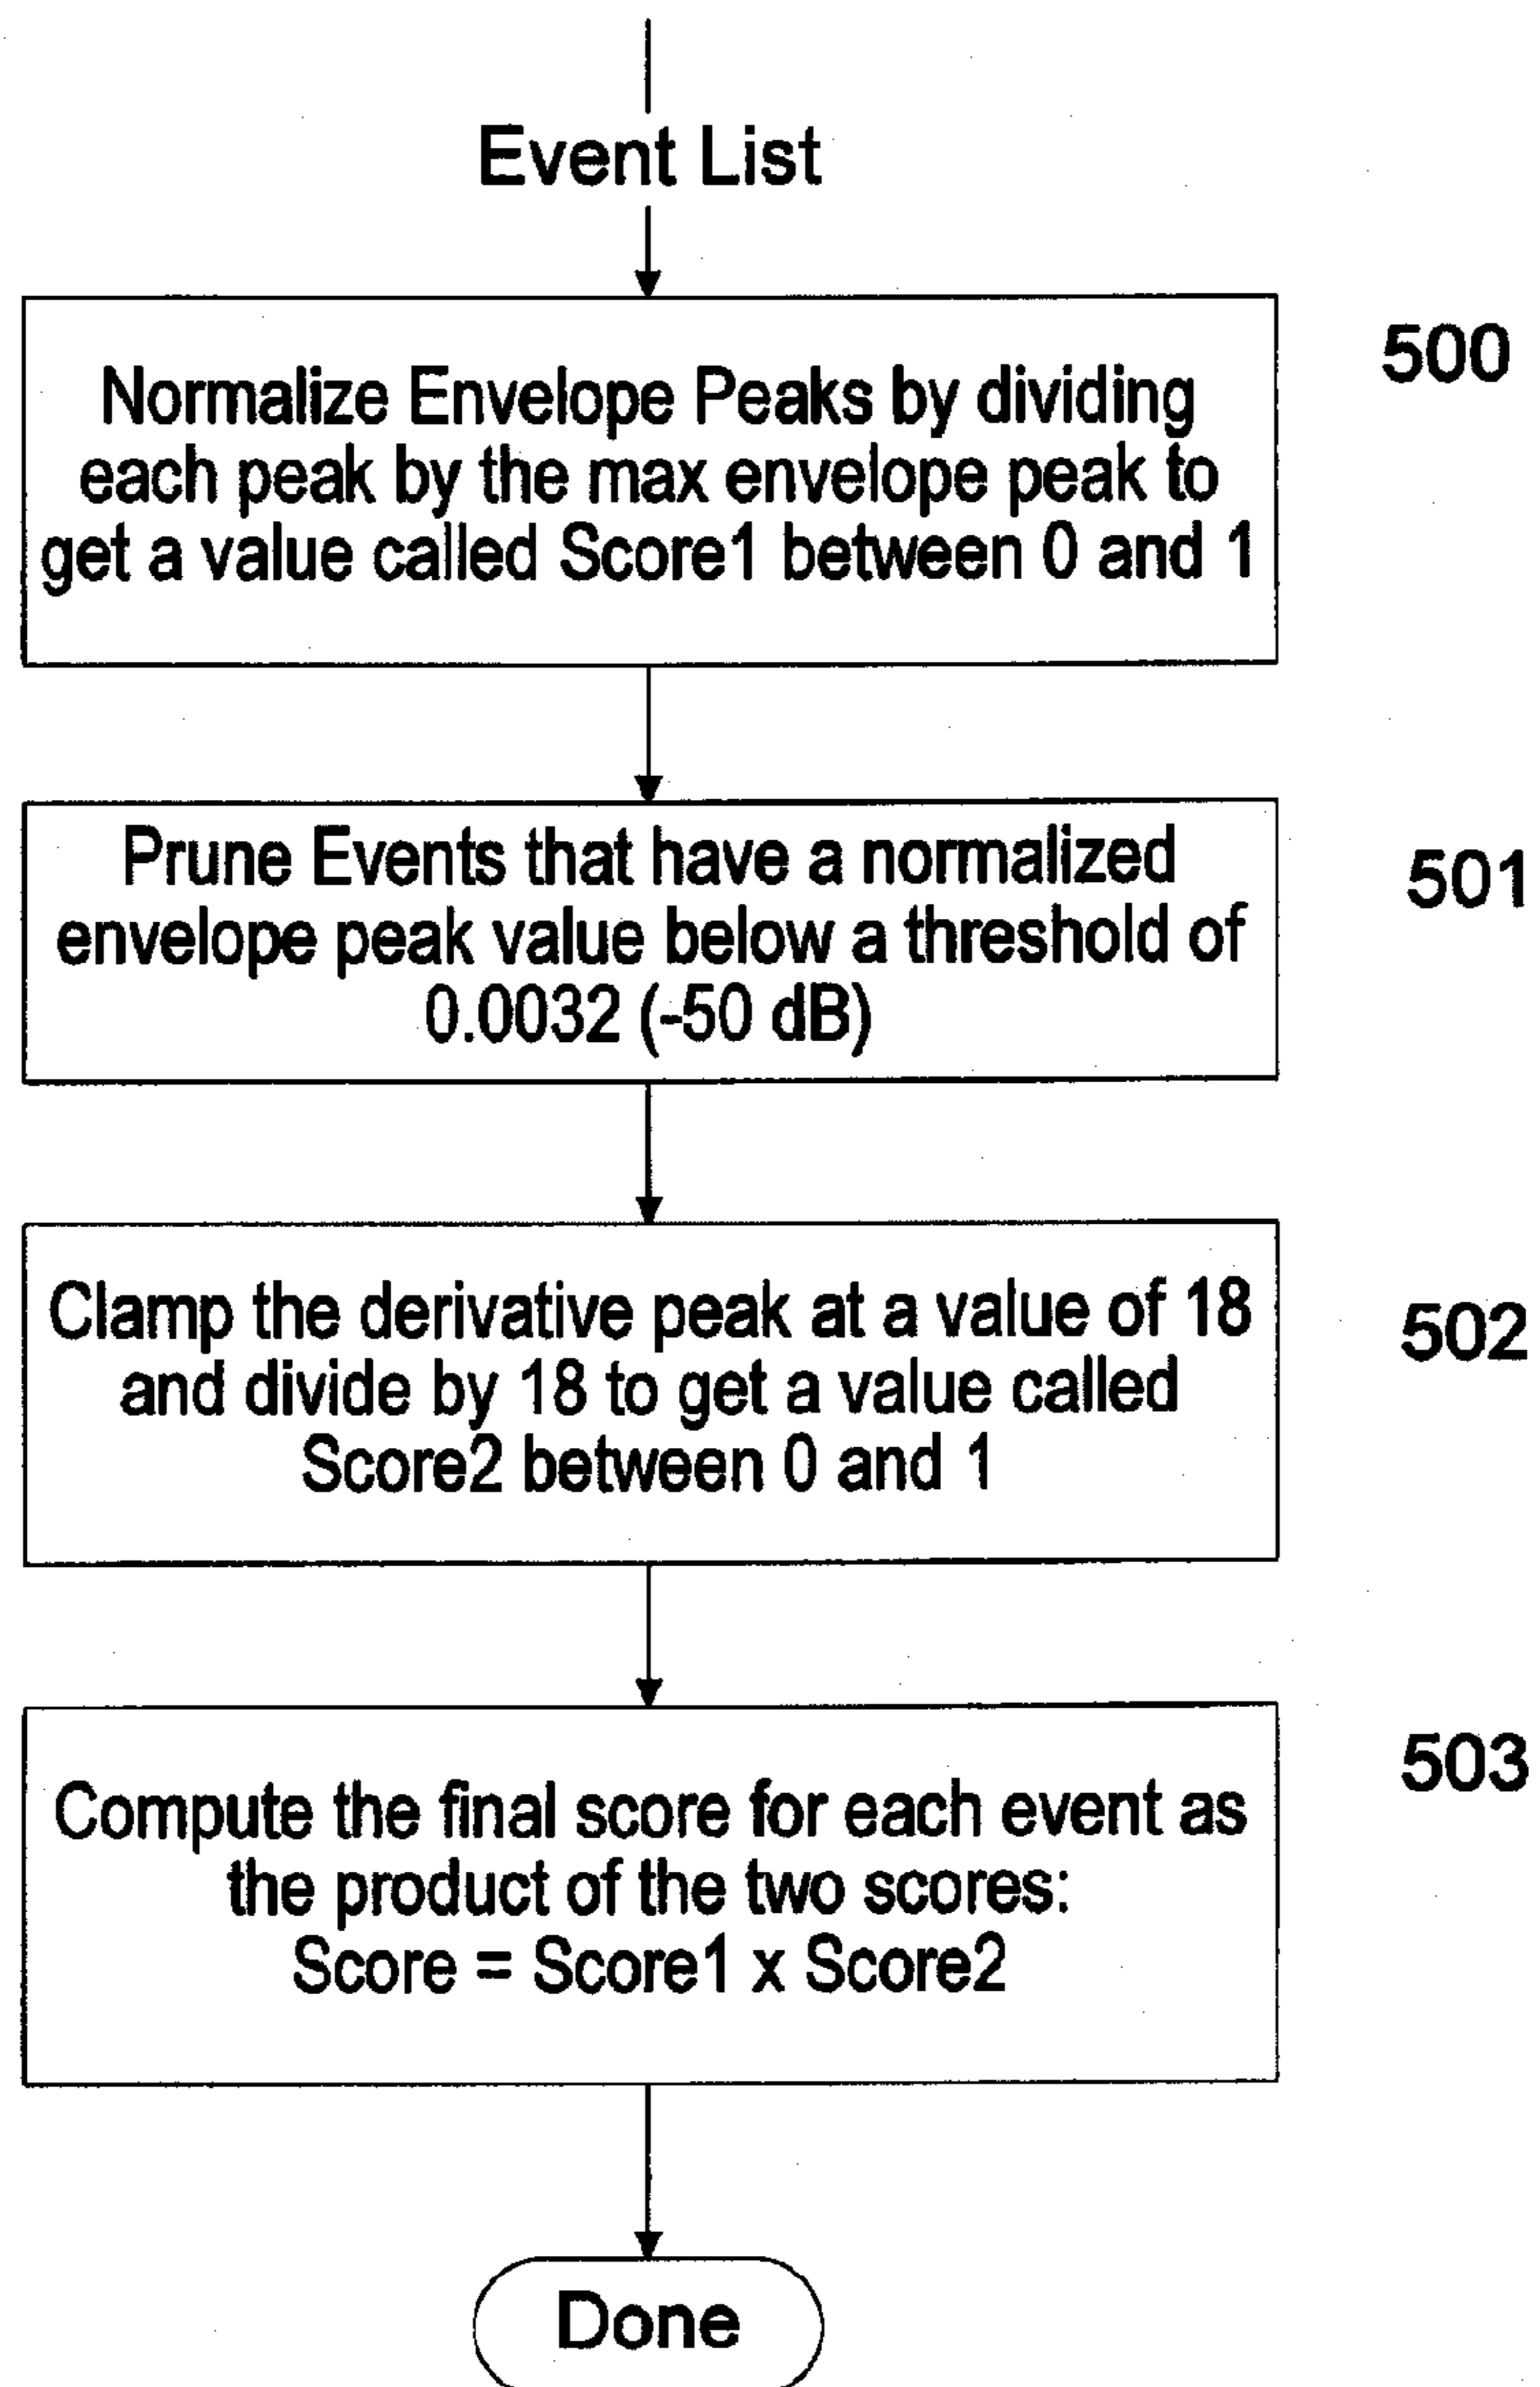 Event List
Normalize Envelope Peaks by dividing
each peak by the max envelope peak to
get a value called Score1 between 0 and 1
500
Prune Events that have a normalized
envelope peak value below a threshold of
0.0032 (-50 dB)
501
Clamp the derivative peak at a value of 18
and divide by 18 to get a value called
Score2 between 0 and 1
502
Compute the final score for each event as
the product of the two scores:
Score = Score1 x Score2
503
Done